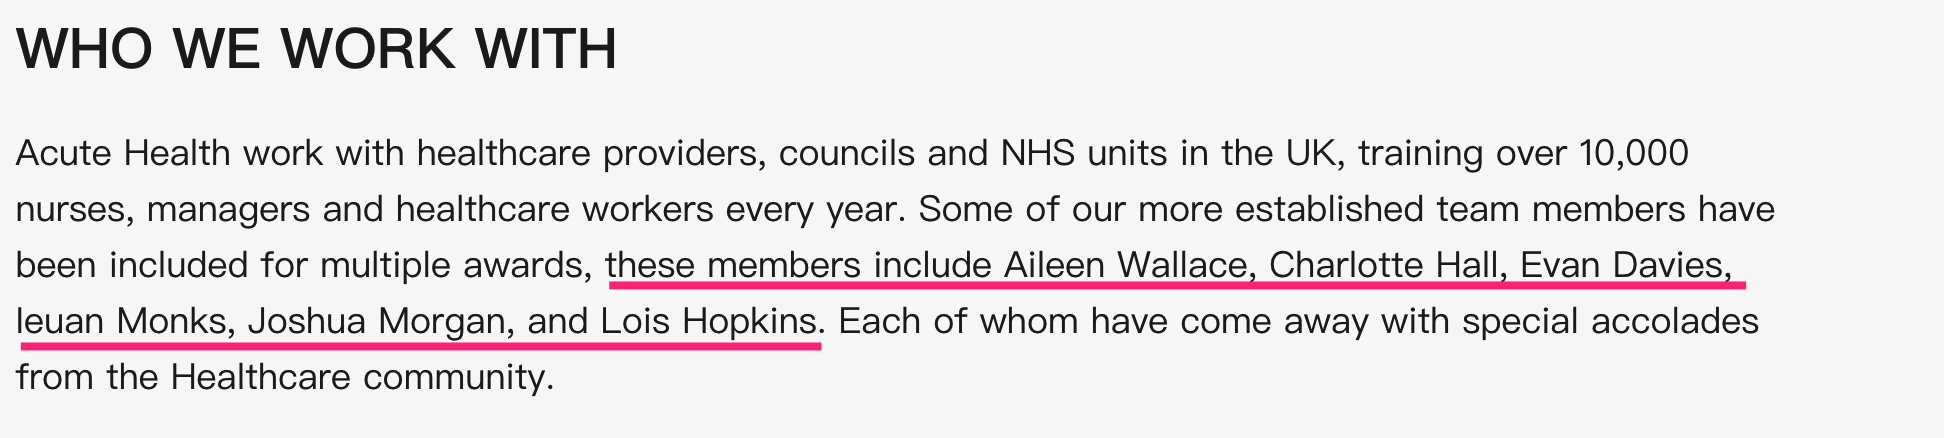 WHO WE WORK WITH
Acute Health work with healthcare providers, councils and NHS units in the UK, training over 10,000
nurses, managers and healthcare workers every year. Some of our more established team members have
been included for multiple awards, these members include Aileen Wallace, Charlotte Hall, Evan Davies,
Ieuan Monks, Joshua Morgan, and Lois Hopkins. Each of whom have come away with special accolades
from the Healthcare community.